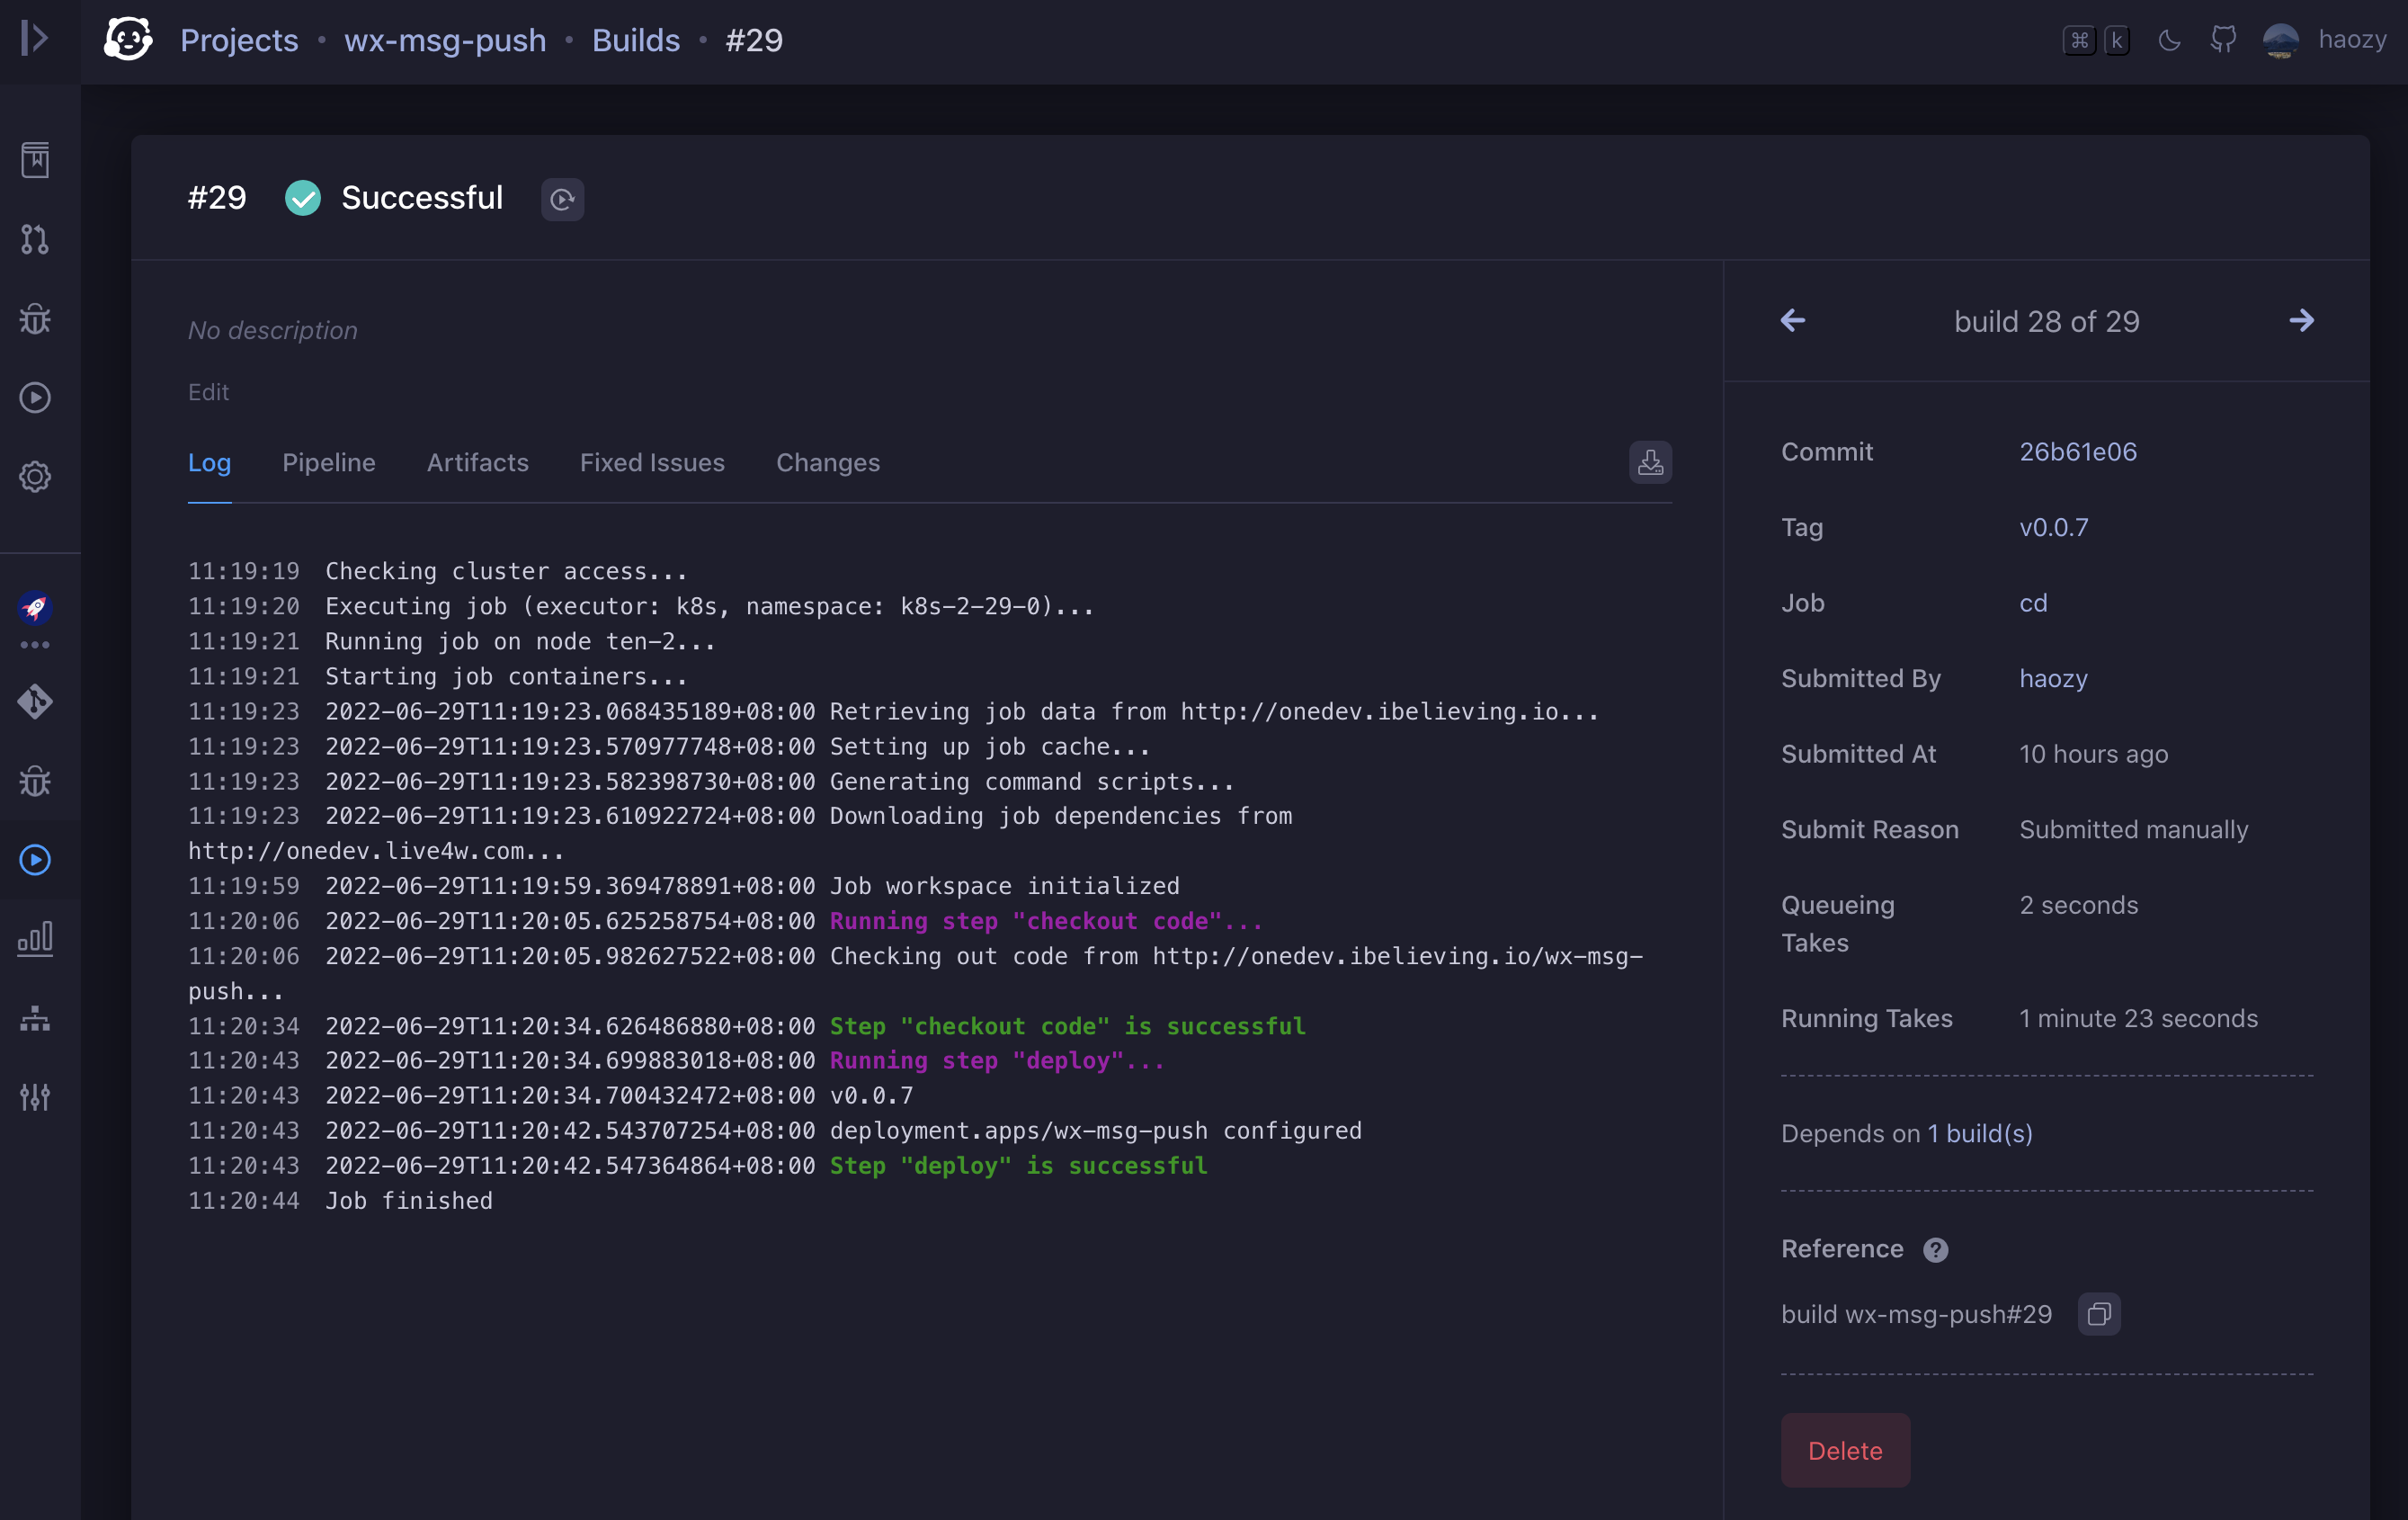 Projects • wx-msg-push • Builds • #29
⌘ k haozy
#29 Successful
No description
Edit
Log Pipeline Artifacts Fixed Issues Changes
11:19:19 Checking cluster access...
11:19:20 Executing job (executor: k8s, namespace: k8s-2-29-0)...
11:19:21 Running job on node ten-2...
11:19:21 Starting job containers...
11:19:23 2022-06-29T11:19:23.068435189+08:00 Retrieving job data from http://onedev.ibelieving.io...
11:19:23 2022-06-29T11:19:23.570977748+08:00 Setting up job cache...
11:19:23 2022-06-29T11:19:23.582398730+08:00 Generating command scripts...
11:19:23 2022-06-29T11:19:23.610922724+08:00 Downloading job dependencies from
http://onedev.live4w.com...
11:19:59 2022-06-29T11:19:59.369478891+08:00 Job workspace initialized
11:20:06 2022-06-29T11:20:05.625258754+08:00 Running step "checkout code"...
11:20:06 2022-06-29T11:20:05.982627522+08:00 Checking out code from http://onedev.ibelieving.io/wx-msg-
push...
11:20:34 2022-06-29T11:20:34.626486880+08:00 Step "checkout code" is successful
11:20:43 2022-06-29T11:20:34.699883018+08:00 Running step "deploy"...
11:20:43 2022-06-29T11:20:34.700432472+08:00 v0.0.7
11:20:43 2022-06-29T11:20:42.543707254+08:00 deployment.apps/wx-msg-push configured
11:20:43 2022-06-29T11:20:42.547364864+08:00 Step "deploy" is successful
11:20:44 Job finished
build 28 of 29
Commit 26b61e06
Tag v0.0.7
Job cd
Submitted By haozy
Submitted At 10 hours ago
Submit Reason Submitted manually
Queueing 2 seconds
Takes
Running Takes 1 minute 23 seconds
Depends on 1 build(s)
Reference ?
build wx-msg-push#29
Delete